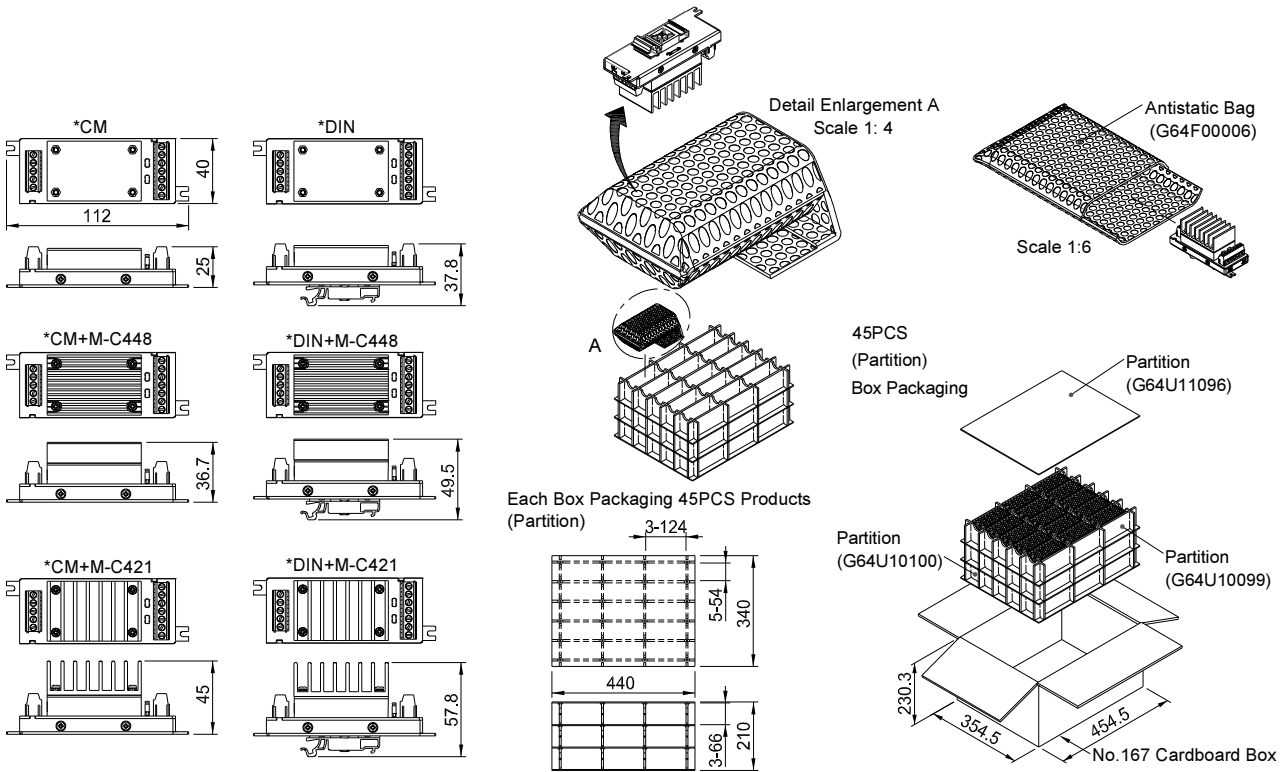 *CM
*DIN
40
112
25
37.8
*CM+M-C448
*DIN+M-C448
36.7
49.5
*CM+M-C421
*DIN+M-C421
45
57.8
Detail Enlargement A
Scale 1: 4
Antistatic Bag
(G64F00006)
Scale 1:6
A
45PCS
(Partition)
Box Packaging
Partition
(G64U11096)
Each Box Packaging 45PCS Products
(Partition)
3-124
5-54
340
440
3-66
210
Partition
(G64U10100)
Partition
(G64U10099)
230.3
354.5
454.5
No.167 Cardboard Box